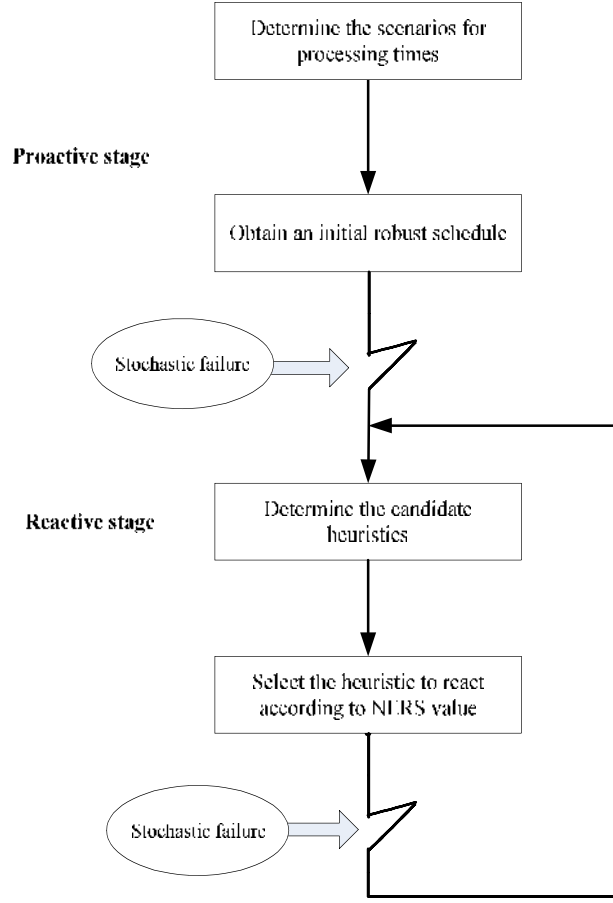 Determine the scenarios for
processing times
Proactive stage
Obtain an initial robust schedule
Stochastic failure
Determine the candidate
heuristics
Reactive stage
Select the heuristic to react
according to NERS value
Stochastic failure